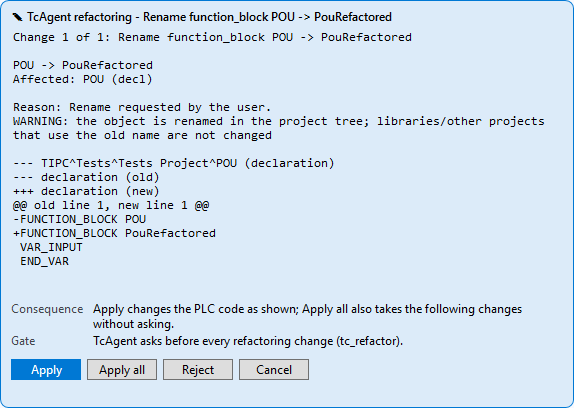 TcAgent refactoring - Rename function_block POU -> PouRefactored
Change 1 of 1: Rename function_block POU -> PouRefactored
POU -> PouRefactored
Affected: POU (decl)
Reason: Rename requested by the user.
WARNING: the object is renamed in the project tree; libraries/other projects
that use the old name are not changed
--- TIPC^Tests^Tests Project^POU (declaration)
--- declaration (old)
+++ declaration (new)
@@ old line 1, new line 1 @@
-FUNCTION_BLOCK POU
+FUNCTION_BLOCK PouRefactored
 VAR_INPUT
 END_VAR
Consequence Apply changes the PLC code as shown; Apply all also takes the following changes
without asking.
Gate TcAgent asks before every refactoring change (tc_refactor).
Apply Apply all Reject Cancel